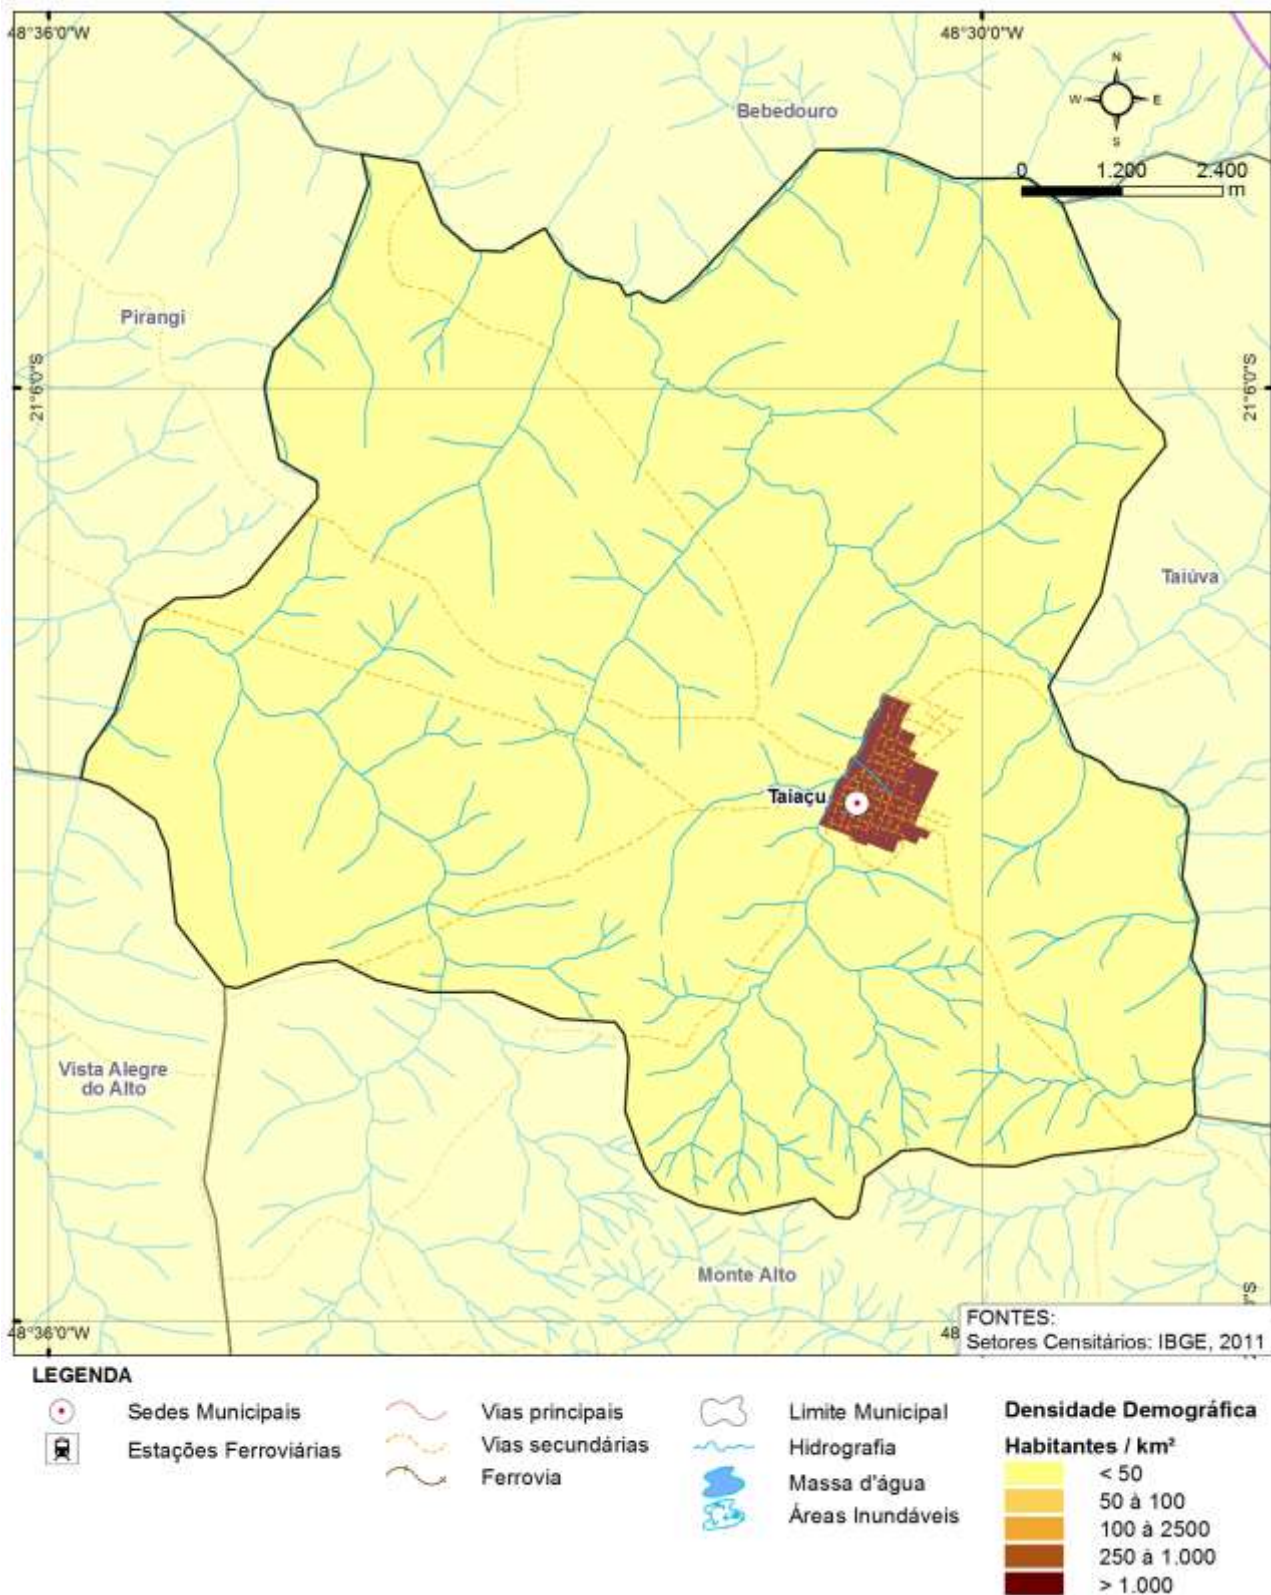 48°36'0"W
48°30'0"W
N
W
E
S
Bebedouro
0
1.200
2.400
m
Pirangi
21°6'0"S
21°6'0"S
Taiúva
Taiaçu
Vista Alegre
do Alto
Monte Alto
48°36'0"W
FONTES:
Setores Censitários: IBGE, 2011
LEGENDA
Sedes Municipais
Estações Ferroviárias
Vias principais
Vias secundárias
Ferrovia
Limite Municipal
Hidrografia
Massa d'água
Áreas Inundáveis
Densidade Demográfica
Habitantes / km²
< 50
50 à 100
100 à 2500
250 à 1.000
> 1.000